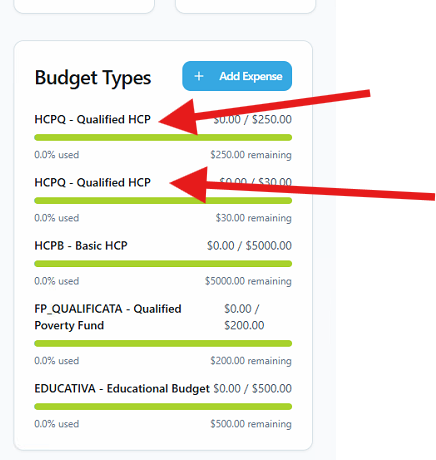 Budget Types
+ Add Expense
HCPQ - Qualified HCP $0.00 / $250.00
0.0% used $250.00 remaining
HCPQ - Qualified HCP $0.00 / $30.00
0.0% used $30.00 remaining
HCPB - Basic HCP $0.00 / $5000.00
0.0% used $5000.00 remaining
FP_QUALIFICATA - Qualified $0.00 /
Poverty Fund $200.00
0.0% used $200.00 remaining
EDUCATIVA - Educational Budget $0.00 / $500.00
0.0% used $500.00 remaining